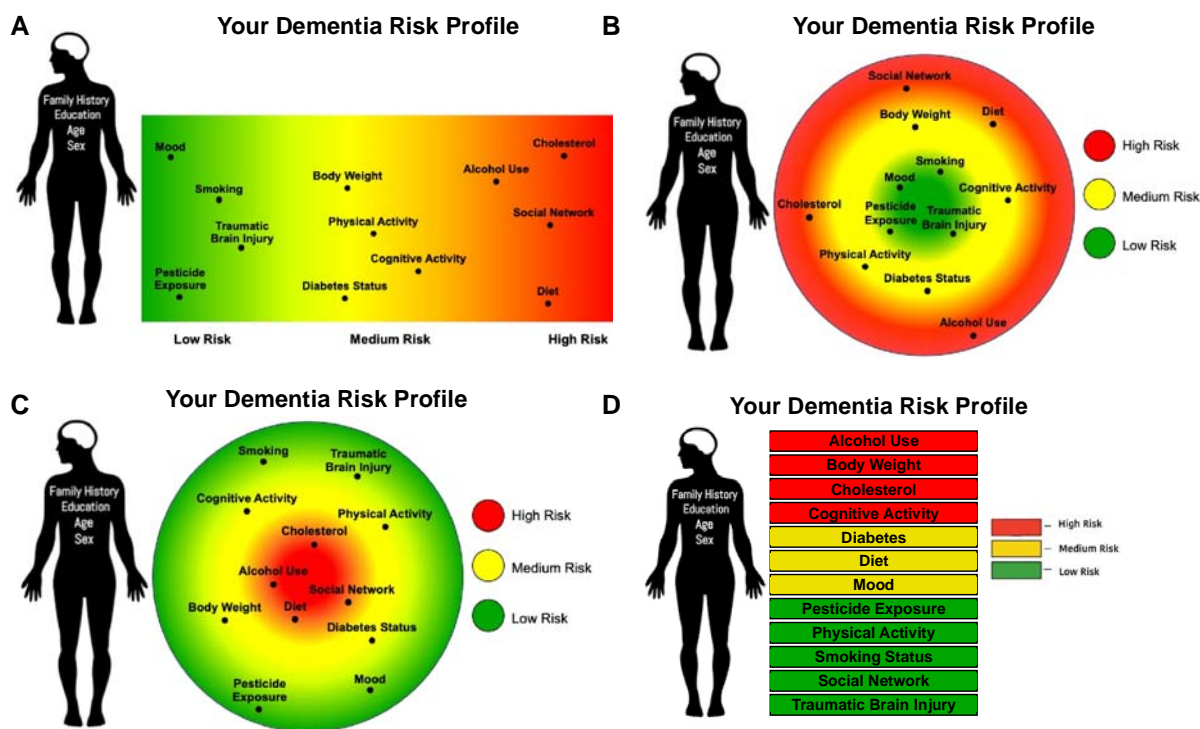 A
Your Dementia Risk Profile
Family History
Education
Age
Sex
Mood
Smoking
Traumatic
Brain Injury
Pesticide
Exposure
Body Weight
Physical Activity
Cognitive Activity
Diabetes Status
Cholesterol
Alcohol Use
Social Network
Diet
Low Risk
Medium Risk
High Risk
B
Your Dementia Risk Profile
Family History
Education
Age
Sex
Social Network
Body Weight
Diet
Smoking
Mood
Cognitive Activity
Cholesterol
Pesticide
Exposure
Traumatic
Brain Injury
Physical Activity
Diabetes Status
Alcohol Use
High Risk
Medium Risk
Low Risk
C
Your Dementia Risk Profile
Family History
Education
Age
Sex
Smoking
Traumatic
Brain Injury
Cognitive Activity
Physical Activity
Cholesterol
Alcohol Use
Social Network
Body Weight
Diet
Diabetes Status
Pesticide
Exposure
Mood
High Risk
Medium Risk
Low Risk
D
Your Dementia Risk Profile
Family History
Education
Age
Sex
Alcohol Use
Body Weight
Cholesterol
Cognitive Activity
Diabetes
Diet
Mood
Pesticide Exposure
Physical Activity
Smoking Status
Social Network
Traumatic Brain Injury
High Risk
Medium Risk
Low Risk